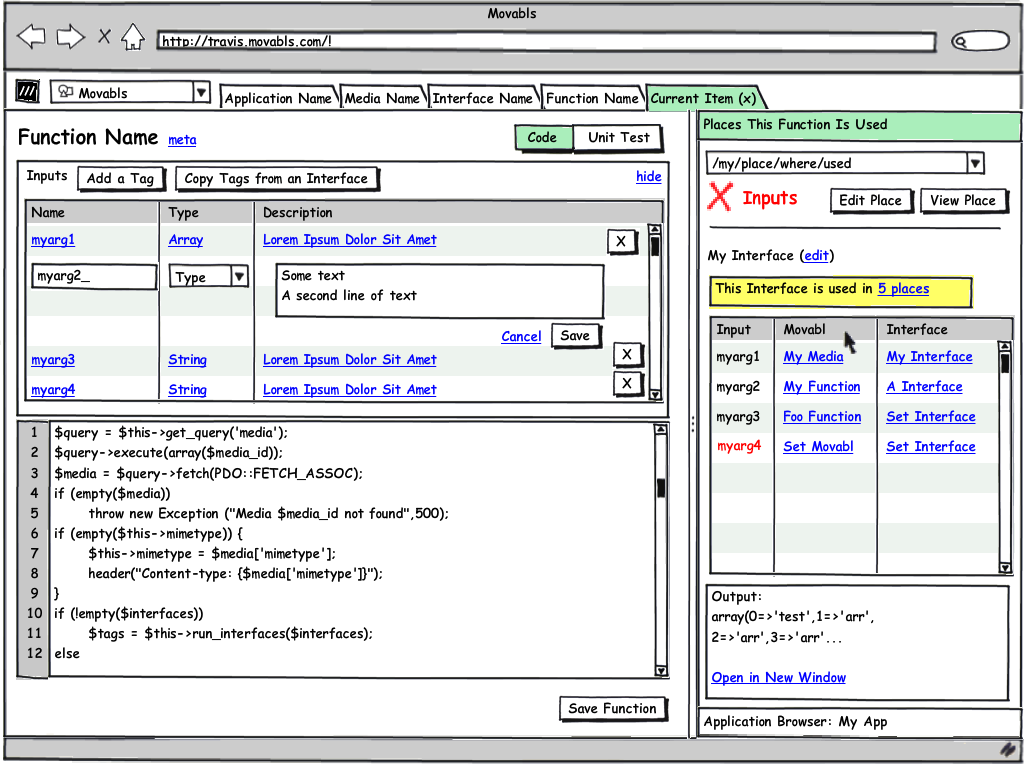 Movabls
http://travis.movabls.com/!
Movabls
Application Name
Media Name
Interface Name
Function Name
Current Item (x)
Function Name meta
Code
Unit Test
Inputs
Add a Tag
Copy Tags from an Interface
hide
Name Type Description
myarg1 Array Lorem Ipsum Dolor Sit Amet X
myarg2_ Type Some text
A second line of text
Cancel Save
myarg3 String Lorem Ipsum Dolor Sit Amet X
myarg4 String Lorem Ipsum Dolor Sit Amet X
1 $query = $this->get_query('media');
2 $query->execute(array($media_id));
3 $media = $query->fetch(PDO::FETCH_ASSOC);
4 if (empty($media))
5 throw new Exception ("Media $media_id not found",500);
6 if (empty($this->mimetype)) {
7 $this->mimetype = $media['mimetype'];
8 header("Content-type: {$media['mimetype']}");
9 }
10 if (!empty($interfaces))
11 $tags = $this->run_interfaces($interfaces);
12 else
Save Function
Places This Function Is Used
/my/place/where/used
X Inputs
Edit Place
View Place
My Interface (edit)
This Interface is used in 5 places
Input Movabl Interface
myarg1 My Media My Interface
myarg2 My Function A Interface
myarg3 Foo Function Set Interface
myarg4 Set Movabl Set Interface
Output:
array(0=>'test',1=>'arr',
2=>'arr',3=>'arr'...
Open in New Window
Application Browser: My App